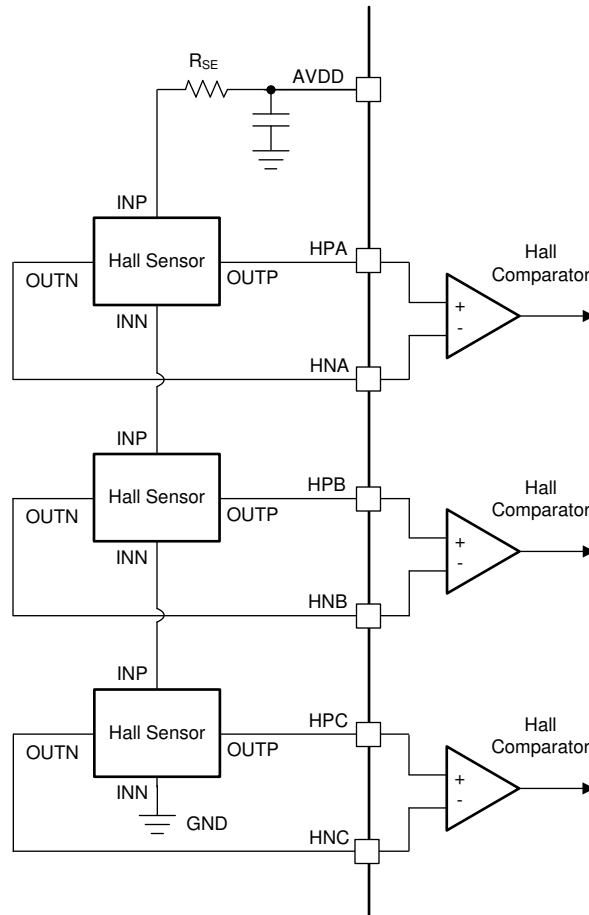 R_SE
AVDD
INP
Hall Sensor
OUTN
OUTP
INN
HPA
HNA
+
-
Hall
Comparator
INP
Hall Sensor
OUTN
OUTP
INN
HPB
HNB
+
-
Hall
Comparator
INP
Hall Sensor
OUTN
OUTP
INN
GND
HPC
HNC
+
-
Hall
Comparator